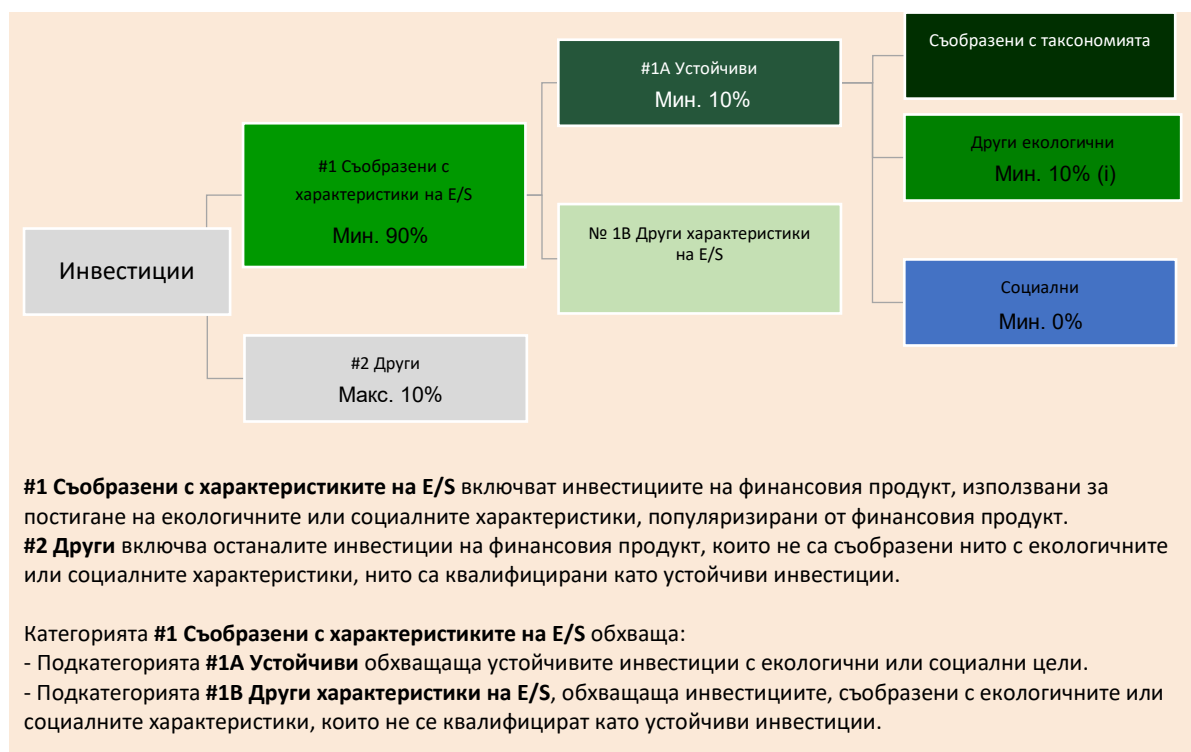 Съобразени с таксономията
#1A Устойчиви
Мин. 10%
Други екологични
Мин. 10% (i)
#1 Съобразени с
характеристики на E/S
Мин. 90%
№ 1B Други характеристики
на E/S
Инвестиции
Социални
Мин. 0%
#2 Други
Макс. 10%
#1 Съобразени с характеристиките на E/S включват инвестициите на финансовия продукт, използвани за
постигане на екологичните или социалните характеристики, популяризирани от финансовия продукт.
#2 Други включва останалите инвестиции на финансовия продукт, които не са съобразени нито с екологичните
или социалните характеристики, нито са квалифицирани като устойчиви инвестиции.
Категорията #1 Съобразени с характеристиките на E/S обхваща:
- Подкатегорията #1A Устойчиви обхващаща устойчивите инвестиции с екологични или социални цели.
- Подкатегорията #1B Други характеристики на E/S, обхващаща инвестициите, съобразени с екологичните или
социалните характеристики, които не се квалифицират като устойчиви инвестиции.